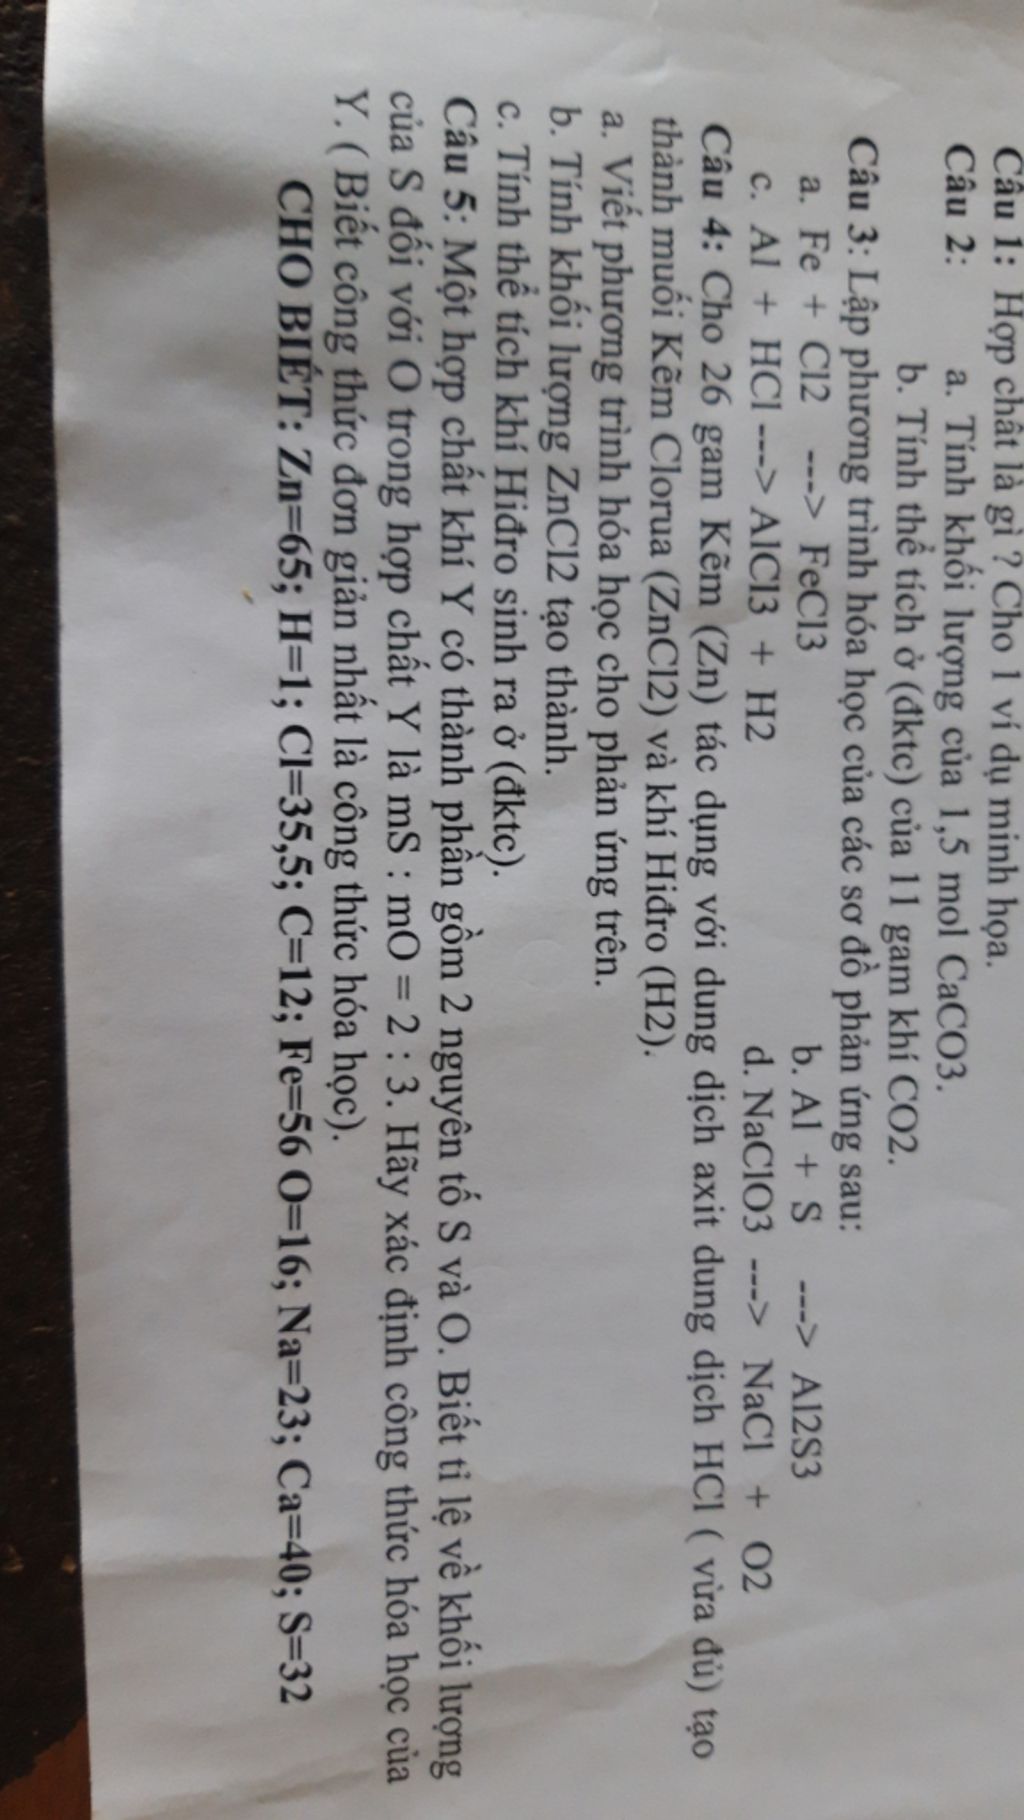 Câu 1: Hợp chất là gì ? Cho 1 ví dụ minh họa.
Câu 2: a. Tính khối lượng của 1,5 mol CaCO3.
b. Tính thể tích ở (đktc) của 11 gam khí CO2.
Câu 3: Lập phương trình hóa học của các sơ đồ phản ứng sau:
a. Fe + Cl2 ---> FeCl3 b. Al + S ---> Al2S3
c. Al + HCl ---> AlCl3 + H2 d. NaClO3 ---> NaCl + O2
Câu 4: Cho 26 gam Kẽm (Zn) tác dụng với dung dịch axit dung dịch HCl ( vừa đủ) tạo
thành muối Kẽm Clorua (ZnCl2) và khí Hiđro (H2).
a. Viết phương trình hóa học cho phản ứng trên.
b. Tính khối lượng ZnCl2 tạo thành.
c. Tính thể tích khí Hiđro sinh ra ở (đktc).
Câu 5: Một hợp chất khí Y có thành phần gồm 2 nguyên tố S và O. Biết tỉ lệ về khối lượng
của S đối với O trong hợp chất Y là mS : mO = 2 : 3. Hãy xác định công thức hóa học của
Y. ( Biết công thức đơn giản nhất là công thức hóa học).
CHO BIẾT: Zn=65; H=1; Cl=35,5; C=12; Fe=56 O=16; Na=23; Ca=40; S=32